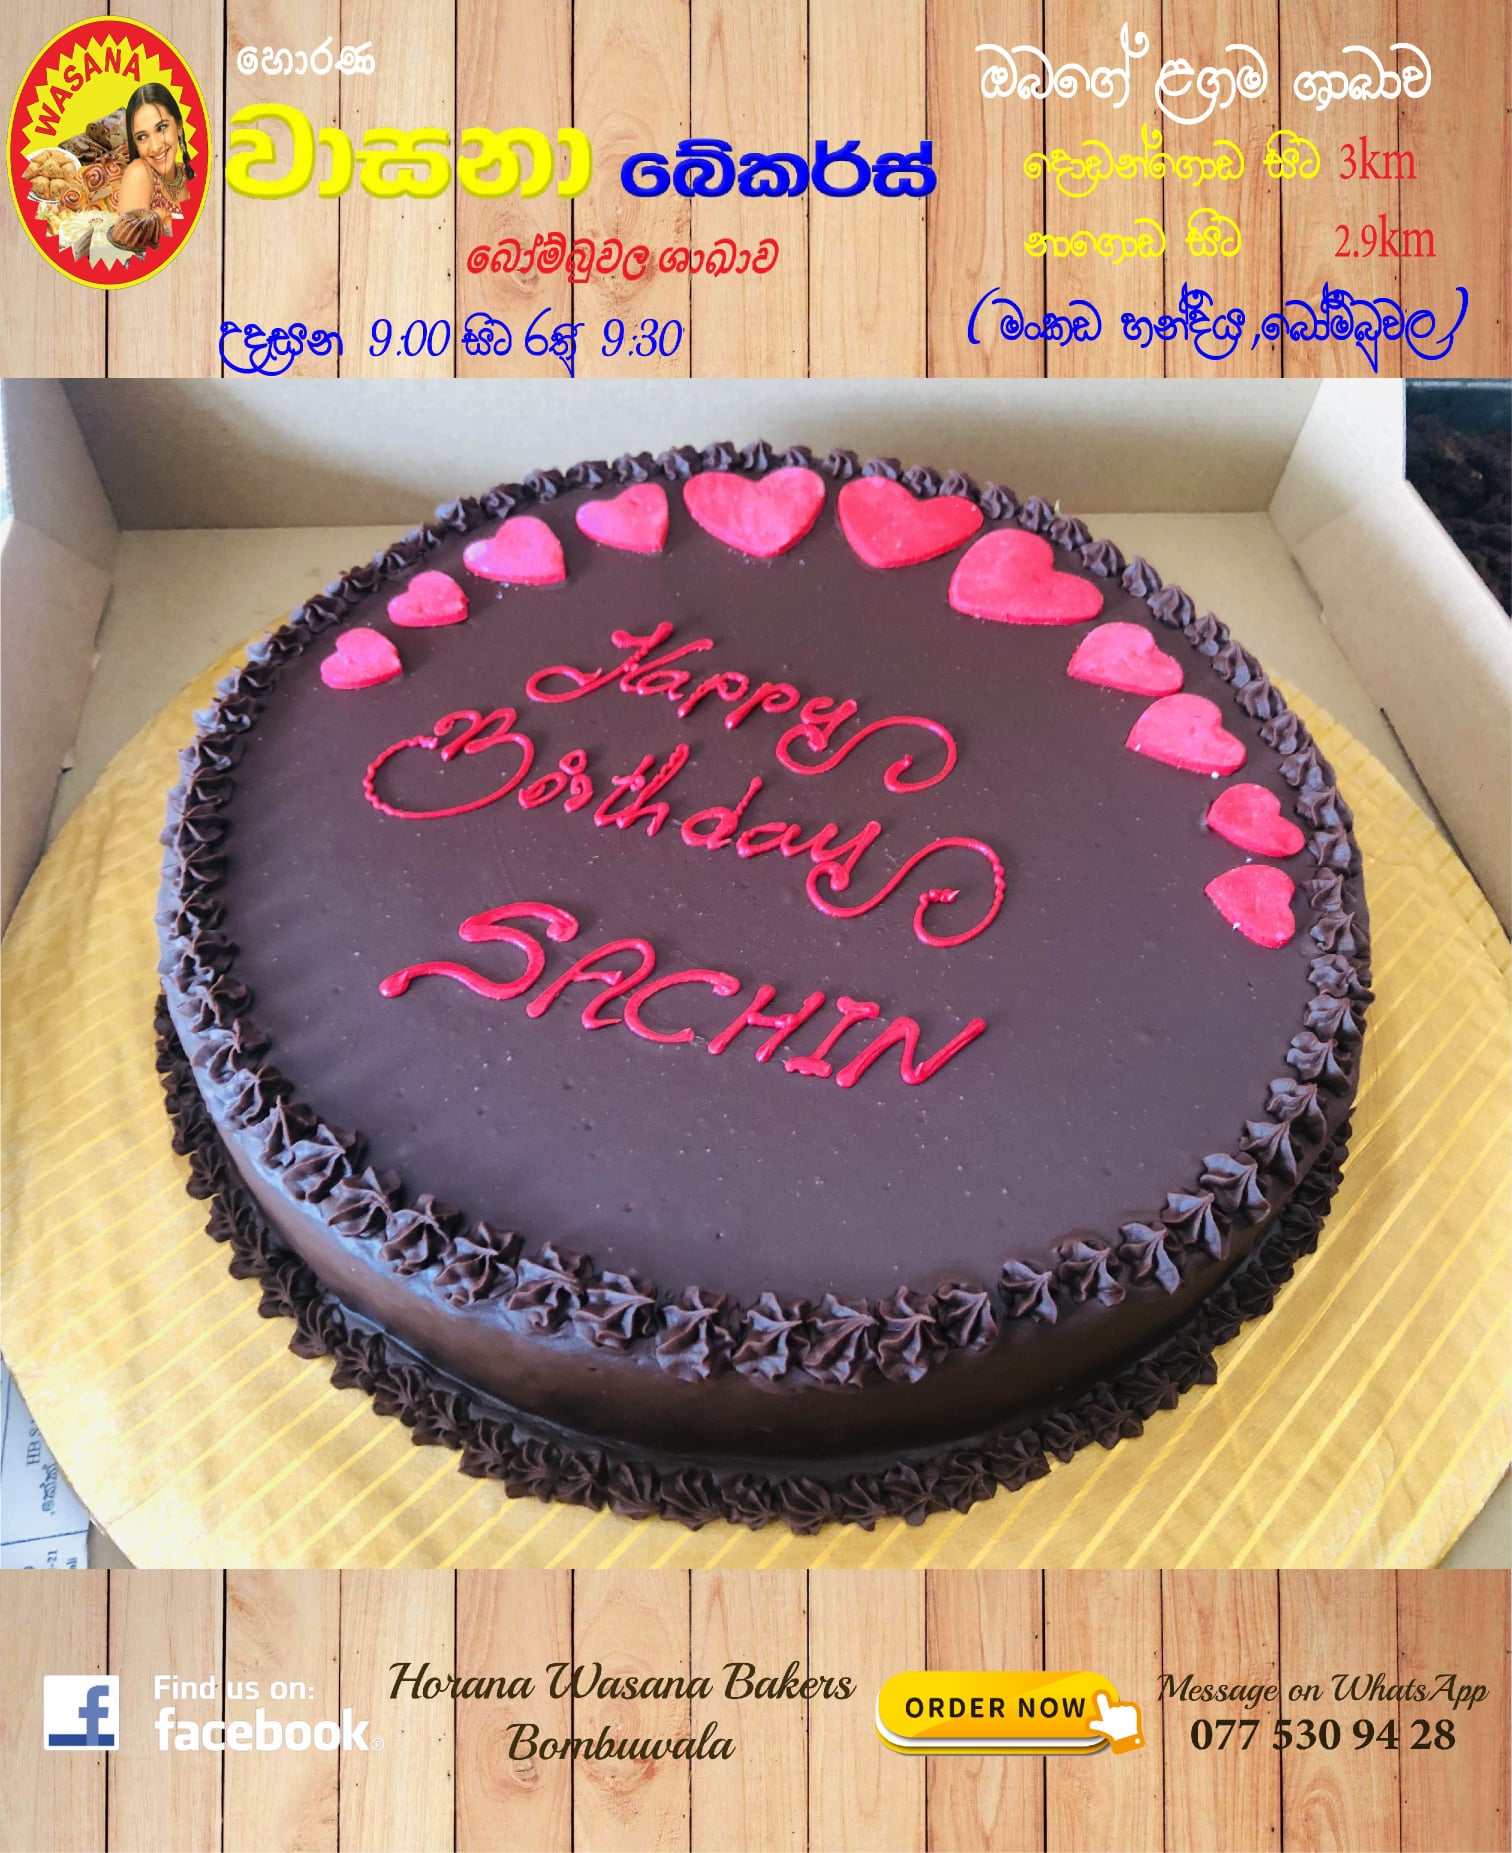 WASANA
හොරණ
වාසනා බේකර්ස්
බෝම්බුවල ශාඛාව
උදෑසන 9:00 සිට රාත්‍රී 9:30
ඔබගේ ළගම ශාඛාව
දොඩන්ගොඩ සිට 3km
නාගොඩ සිට 2.9km
( මංකඩ හන්දිය ,බෝම්බුවල )
Happy
Birthday
SACHIN
Find us on:
facebook
Horana Wasana Bakers
Bombuwala
ORDER NOW
Message on WhatsApp
077 530 94 28